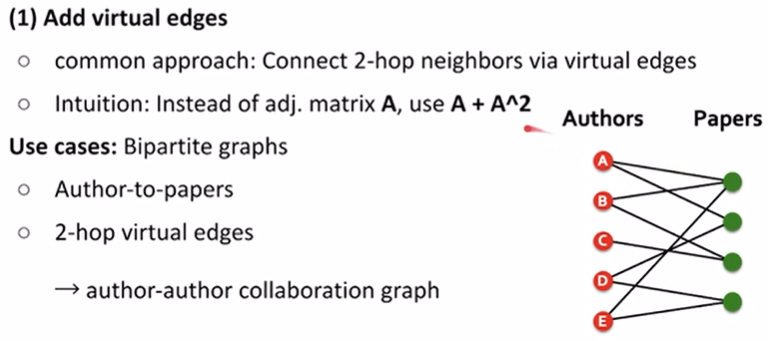 (1) Add virtual edges
○ common approach: Connect 2-hop neighbors via virtual edges
○ Intuition: Instead of adj. matrix A, use A + A^2
Use cases: Bipartite graphs
○ Author-to-papers
○ 2-hop virtual edges
→ author-author collaboration graph
Authors Papers
A
B
C
D
E